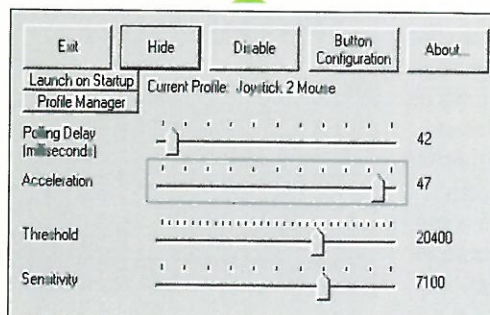 Exit Hide Disable Button Configuration About...
Launch on Startup
Profile Manager
Current Profile: Joystick 2 Mouse
Polling Delay (milliseconds) 42
Acceleration 47
Threshold 20400
Sensitivity 7100